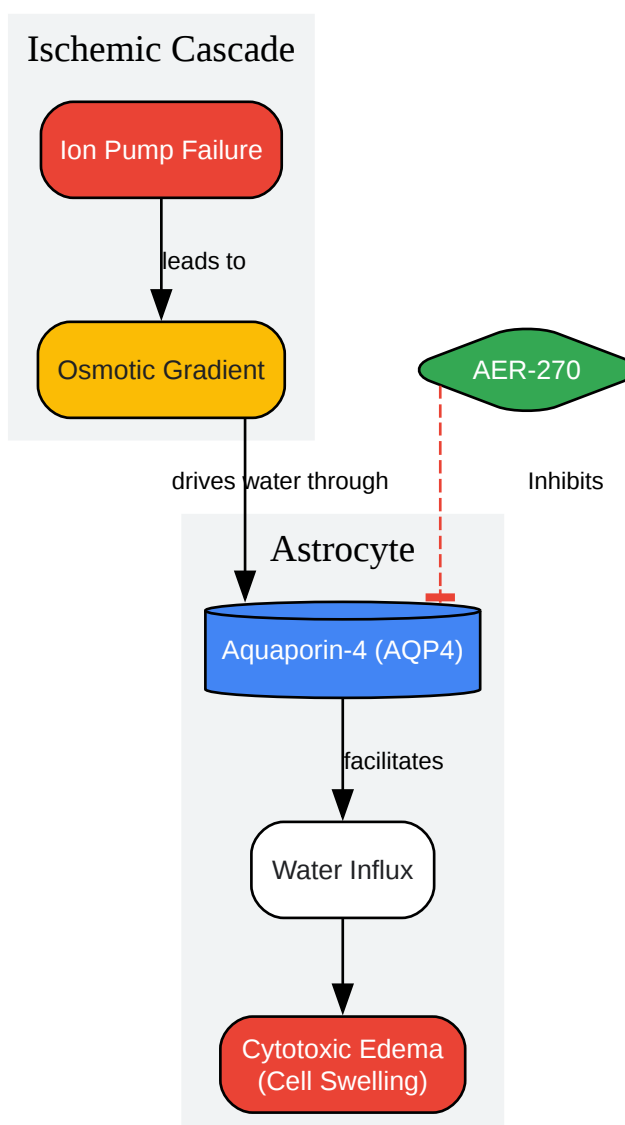 Ischemic Cascade
Ion Pump Failure
leads to
Osmotic Gradient
AER-270
drives water through
Inhibits
Astrocyte
Aquaporin-4 (AQP4)
facilitates
Water Influx
Cytotoxic Edema
(Cell Swelling)